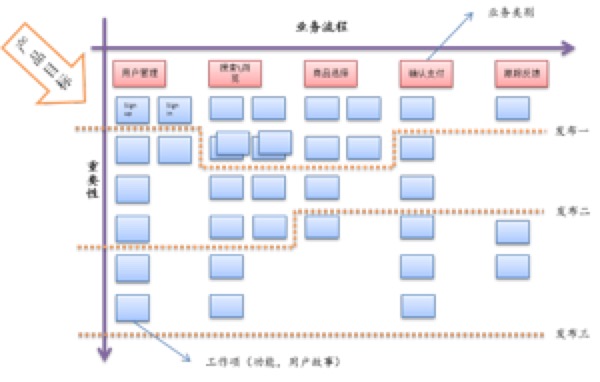 业务类别
业务流程
产品目标
用户管理
搜索&浏览
商品选择
确认支付
跟踪反馈
Sign up
Sign in
发布一
重要性
发布二
发布三
工作项（功能，用户故事）